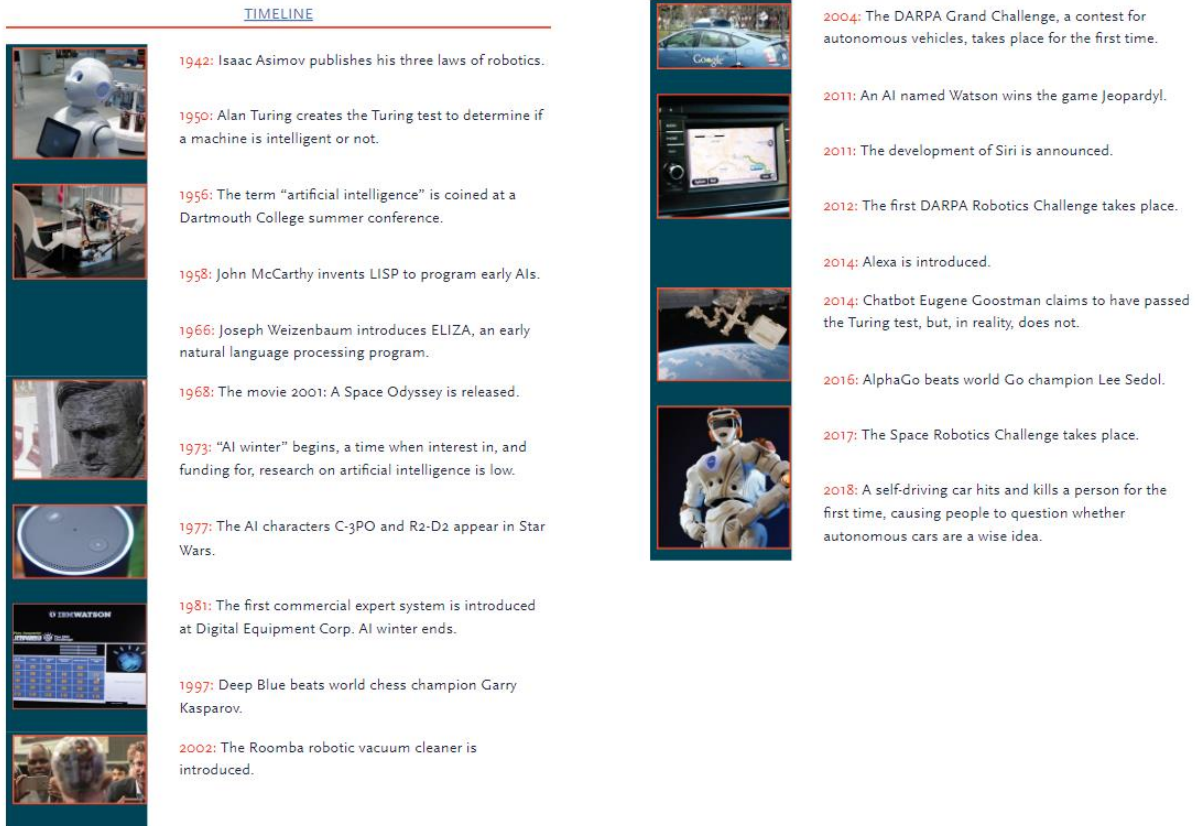 TIMELINE
1942: Isaac Asimov publishes his three laws of robotics.
1950: Alan Turing creates the Turing test to determine if
a machine is intelligent or not.
1956: The term “artificial intelligence” is coined at a
Dartmouth College summer conference.
1958: John McCarthy invents LISP to program early AIs.
1966: Joseph Weizenbaum introduces ELIZA, an early
natural language processing program.
1968: The movie 2001: A Space Odyssey is released.
1973: “AI winter” begins, a time when interest in, and
funding for, research on artificial intelligence is low.
1977: The AI characters C-3PO and R2-D2 appear in Star
Wars.
IBM WATSON
1981: The first commercial expert system is introduced
at Digital Equipment Corp. AI winter ends.
1997: Deep Blue beats world chess champion Garry
Kasparov.
2002: The Roomba robotic vacuum cleaner is
introduced.
Google
2004: The DARPA Grand Challenge, a contest for
autonomous vehicles, takes place for the first time.
2011: An AI named Watson wins the game Jeopardyl.
2011: The development of Siri is announced.
2012: The first DARPA Robotics Challenge takes place.
2014: Alexa is introduced.
2014: Chatbot Eugene Goostman claims to have passed
the Turing test, but, in reality, does not.
2016: AlphaGo beats world Go champion Lee Sedol.
2017: The Space Robotics Challenge takes place.
2018: A self-driving car hits and kills a person for the
first time, causing people to question whether
autonomous cars are a wise idea.